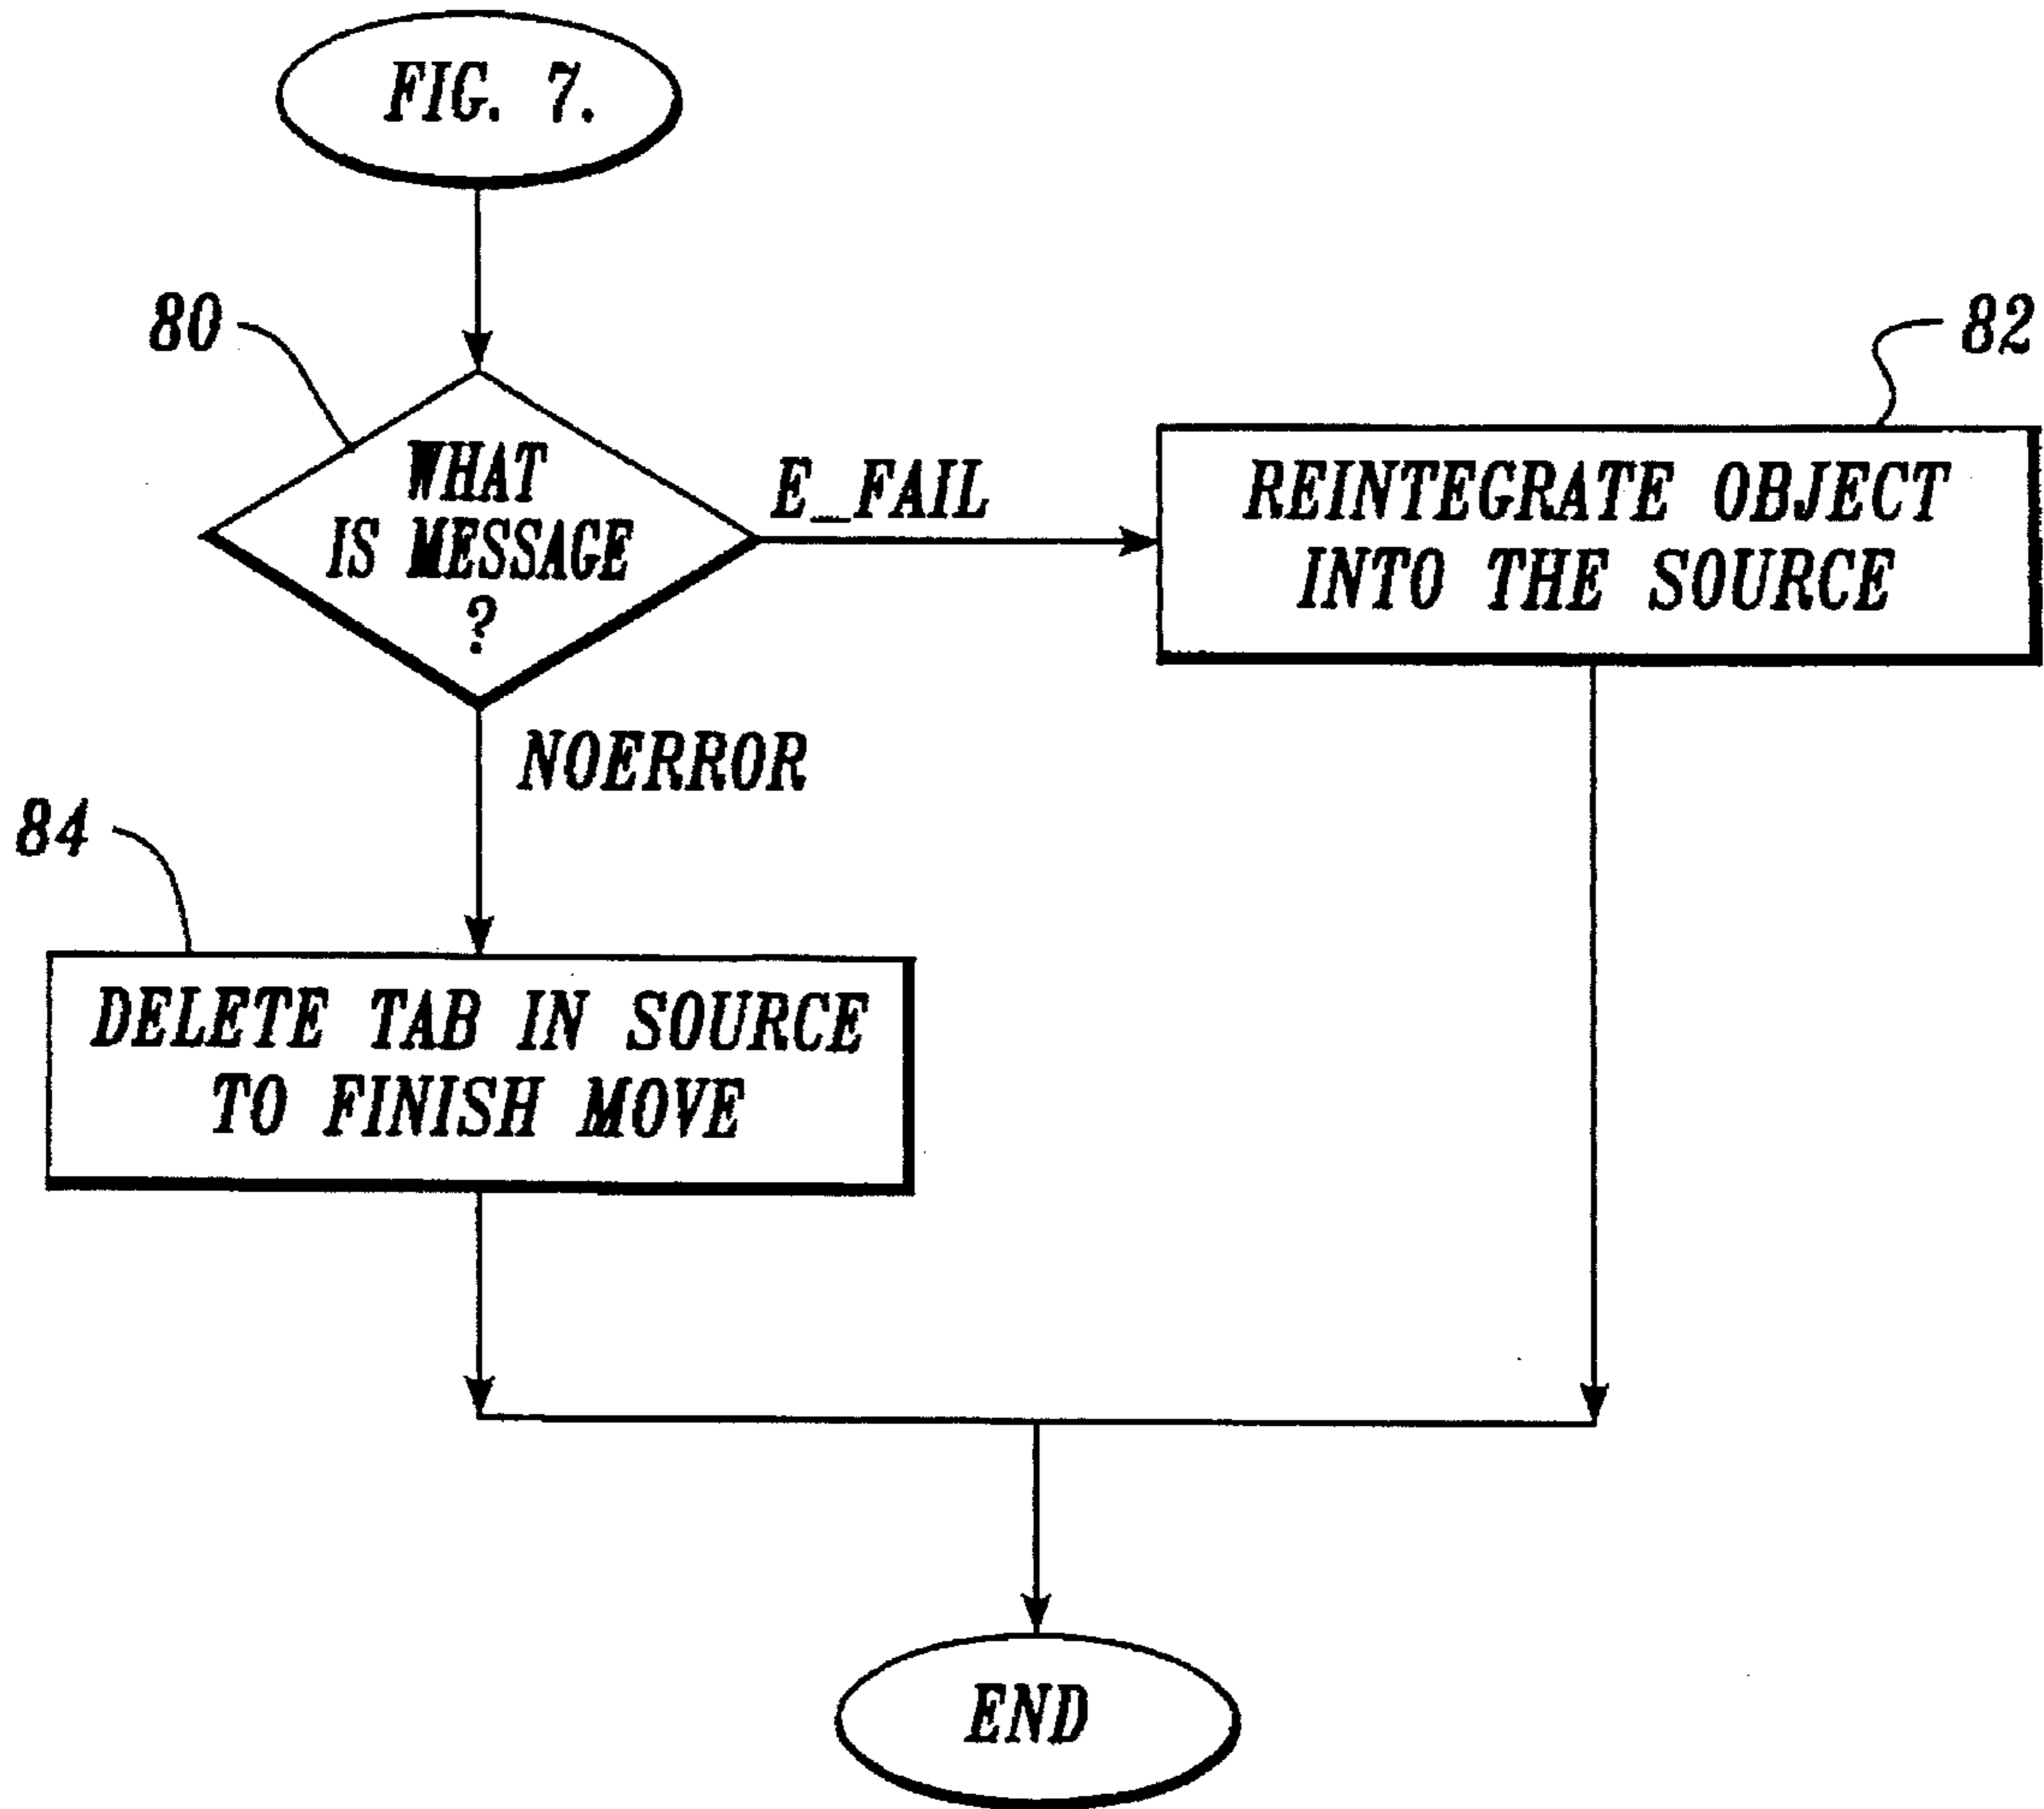 FIG. 7.
80
WHAT
IS MESSAGE
?
E_FAIL
82
REINTEGRATE OBJECT
INTO THE SOURCE
NOERROR
84
DELETE TAB IN SOURCE
TO FINISH MOVE
END